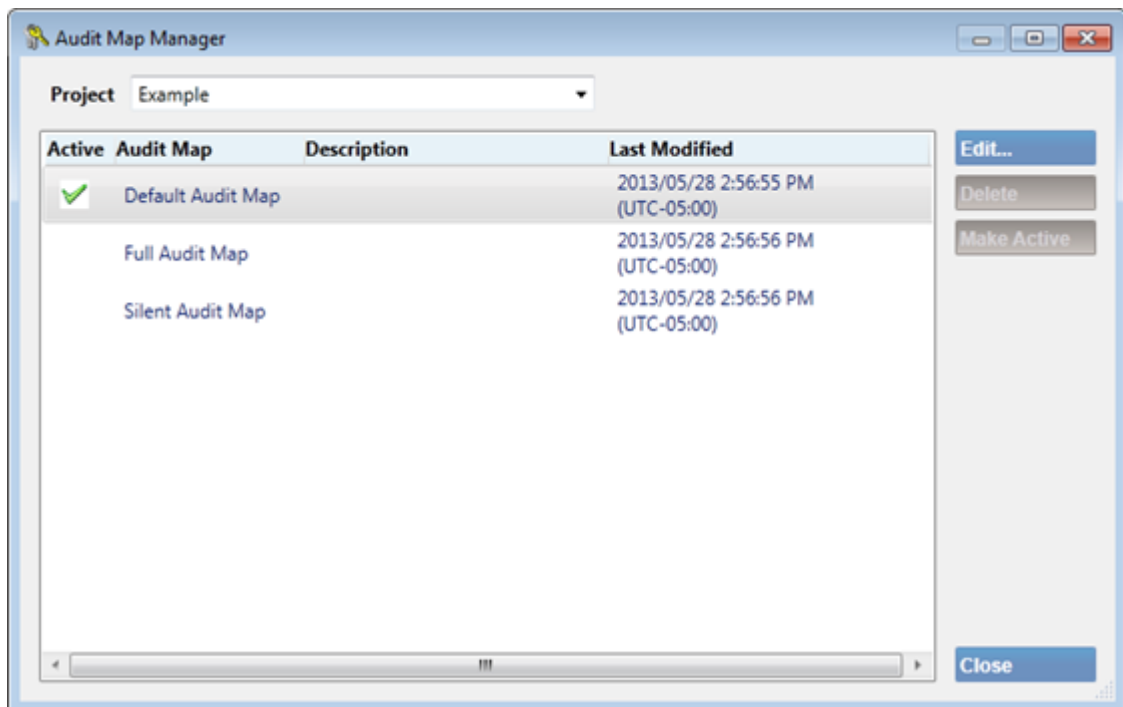 Audit Map Manager
Project Example
Active Audit Map Description Last Modified Edit...
Default Audit Map 2013/05/28 2:56:55 PM
(UTC-05:00)
Delete
Full Audit Map 2013/05/28 2:56:56 PM
(UTC-05:00)
Make Active
Silent Audit Map 2013/05/28 2:56:56 PM
(UTC-05:00)
Close